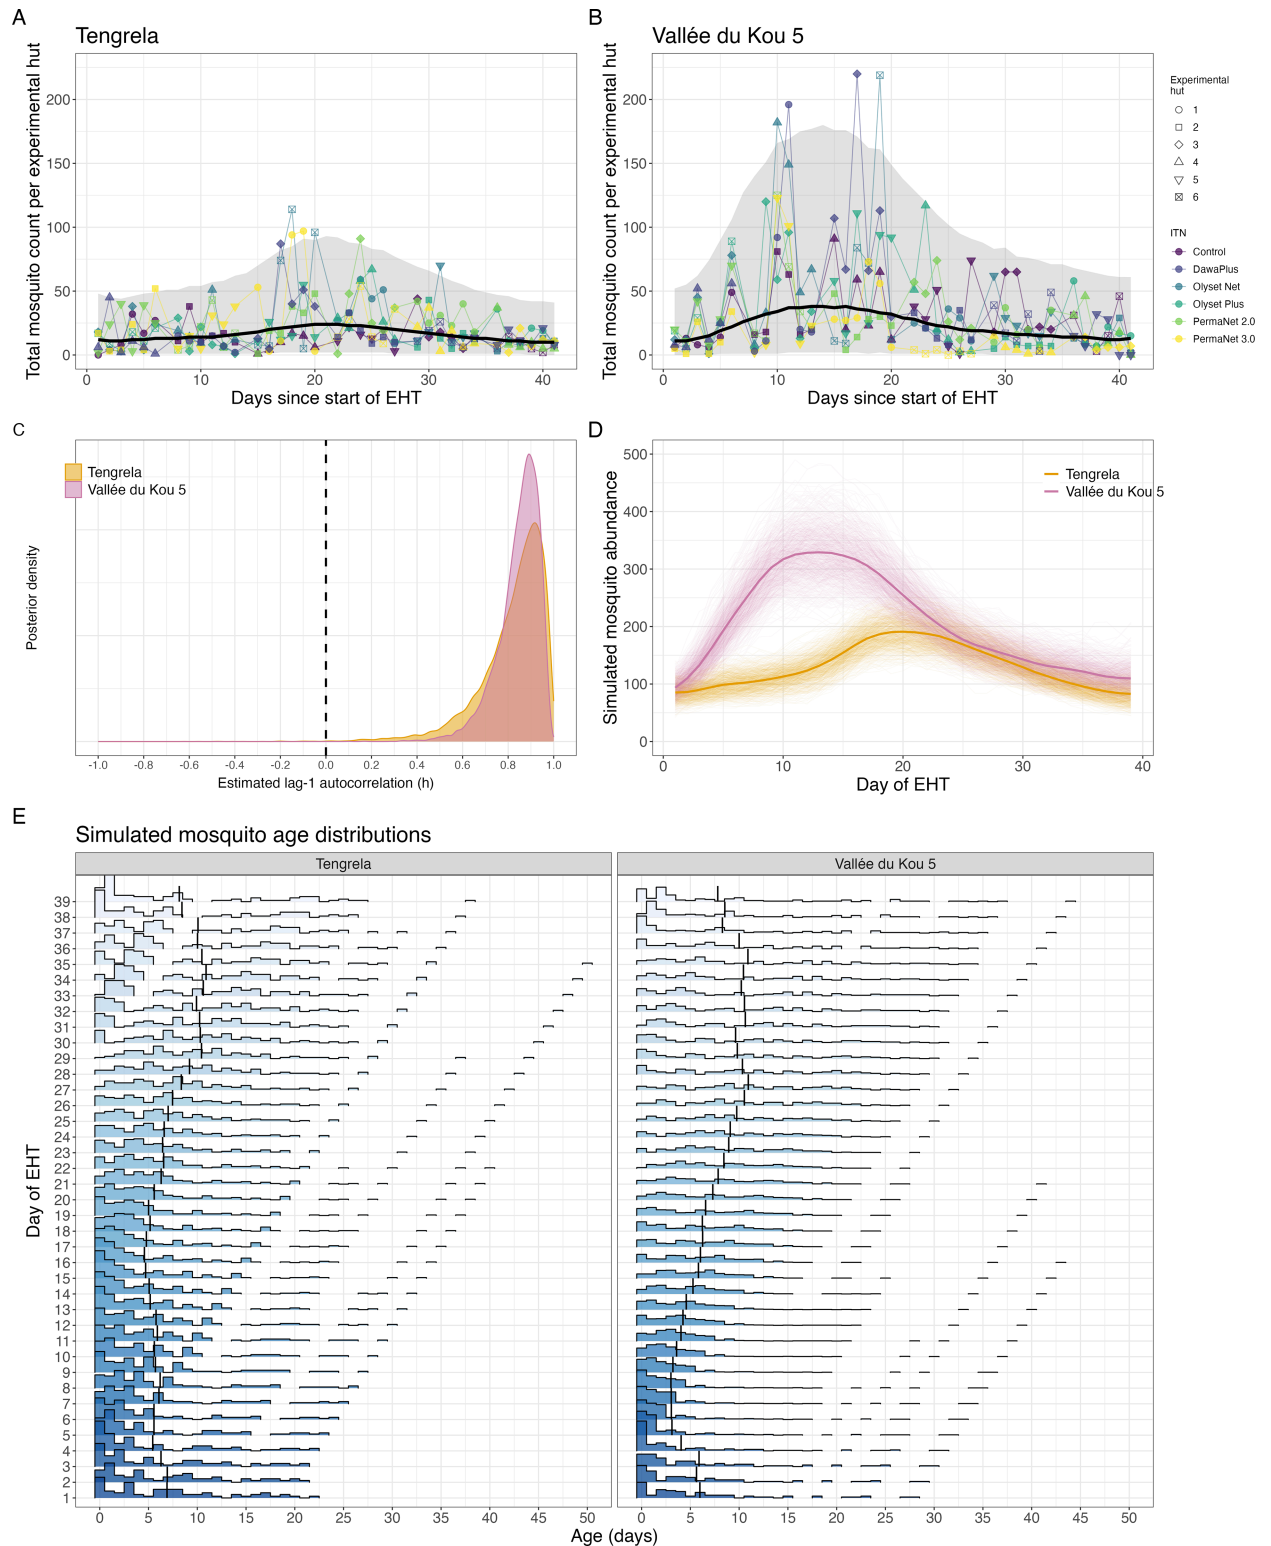 A
Tengrela
Total mosquito count per experimental hut
200
150
100
50
0
0 10 20 30 40
Days since start of EHT
B
Vallée du Kou 5
Total mosquito count per experimental hut
200
150
100
50
0
0 10 20 30 40
Days since start of EHT
Experimental
hut
1
2
3
4
5
6
ITN
Control
DawaPlus
Olyset Net
Olyset Plus
PermaNet 2.0
PermaNet 3.0
C
Tengrela
Vallée du Kou 5
Posterior density
-1.0 -0.8 -0.6 -0.4 -0.2 0.0 0.2 0.4 0.6 0.8 1.0
Estimated lag-1 autocorrelation (h)
D
Tengrela
Vallée du Kou 5
Simulated mosquito abundance
500
400
300
200
100
0
0 10 20 30 40
Day of EHT
E
Simulated mosquito age distributions
Tengrela
Vallée du Kou 5
Day of EHT
39
38
37
36
35
34
33
32
31
30
29
28
27
26
25
24
23
22
21
20
19
18
17
16
15
14
13
12
11
10
9
8
7
6
5
4
3
2
1
0 5 10 15 20 25 30 35 40 45 50
0 5 10 15 20 25 30 35 40 45 50
Age (days)